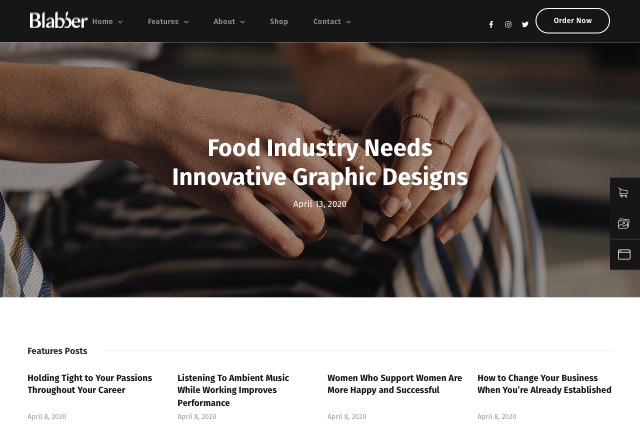 Blabber
Home
Features
About
Shop
Contact
Order Now
Food Industry Needs
Innovative Graphic Designs
April 13, 2020
Features Posts
Holding Tight to Your Passions
Throughout Your Career
April 8, 2020
Listening To Ambient Music
While Working Improves
Performance
April 8, 2020
Women Who Support Women Are
More Happy and Successful
April 8, 2020
How to Change Your Business
When You’re Already Established
April 8, 2020